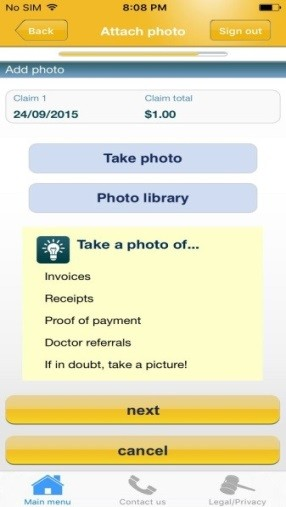 No SIM 8:08 PM
Back Attach photo Sign out
Add photo
Claim 1 Claim total
24/09/2015 $1.00
Take photo
Photo library
Take a photo of...
Invoices
Receipts
Proof of payment
Doctor referrals
If in doubt, take a picture!
next
cancel
Main menu Contact us Legal/Privacy